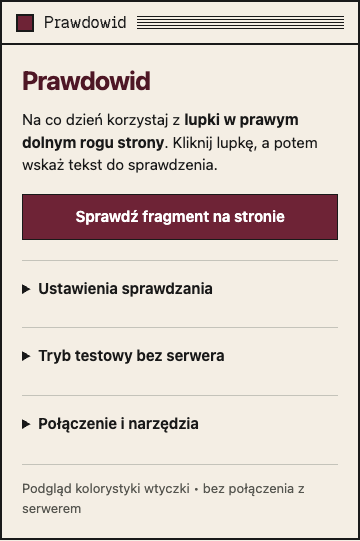 Prawdowid
Prawdowid
Na co dzień korzystaj z lupki w prawym
dolnym rogu strony. Kliknij lupkę, a potem
wskaż tekst do sprawdzenia.
Sprawdź fragment na stronie
Ustawienia sprawdzania
Tryb testowy bez serwera
Połączenie i narzędzia
Podgląd kolorystyki wtyczki • bez połączenia z
serwerem